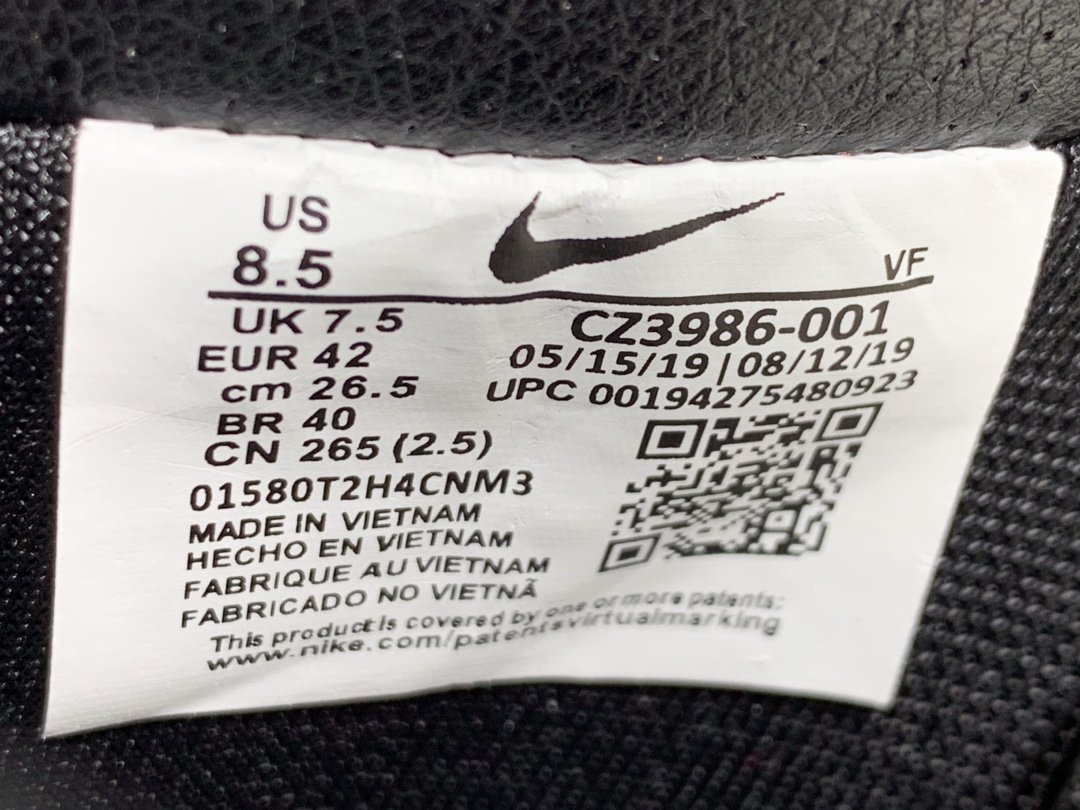 US
8.5
VF
UK 7.5
EUR 42
cm 26.5
BR 40
CN 265 (2.5)
CZ3986-001
05/15/19 | 08/12/19
UPC 00194275480923
01580T2H4CNM3
MADE IN VIETNAM
HECHO EN VIETNAM
FABRIQUE AU VIETNAM
FABRICADO NO VIETNÃ
This product Is covered by one or more patents:
www.nike.com/patentsvirtualmarking